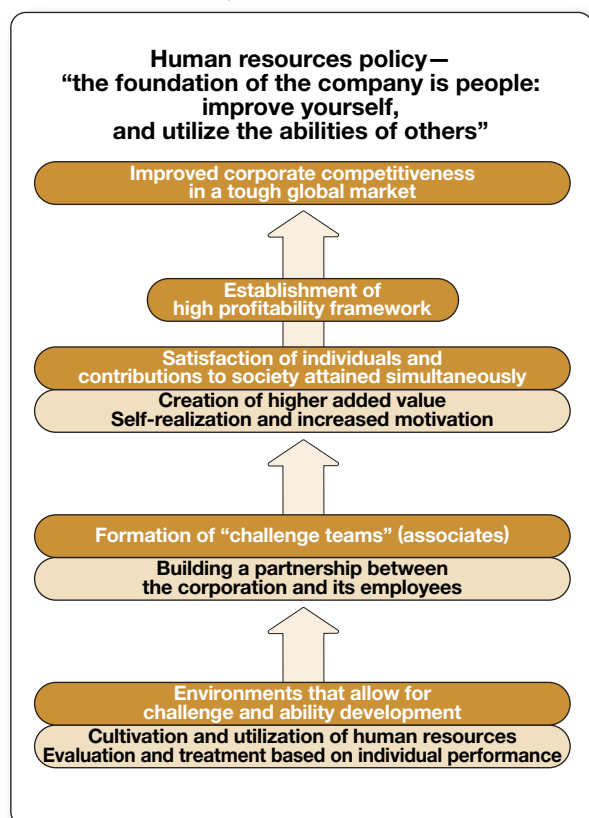 Human resources policy—
“the foundation of the company is people:
improve yourself,
and utilize the abilities of others”
Improved corporate competitiveness
in a tough global market
Establishment of
high profitability framework
Satisfaction of individuals and
contributions to society attained simultaneously
Creation of higher added value
Self-realization and increased motivation
Formation of “challenge teams” (associates)
Building a partnership between
the corporation and its employees
Environments that allow for
challenge and ability development
Cultivation and utilization of human resources
Evaluation and treatment based on individual performance